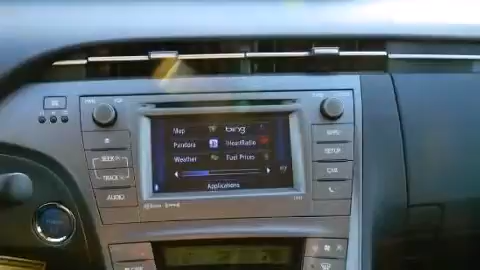 Map
bing
Pandora
iHeartRadio
Weather
Fuel Prices
Applications
SEEK
TRACK
AUDIO
APPS
SETUP
CAR